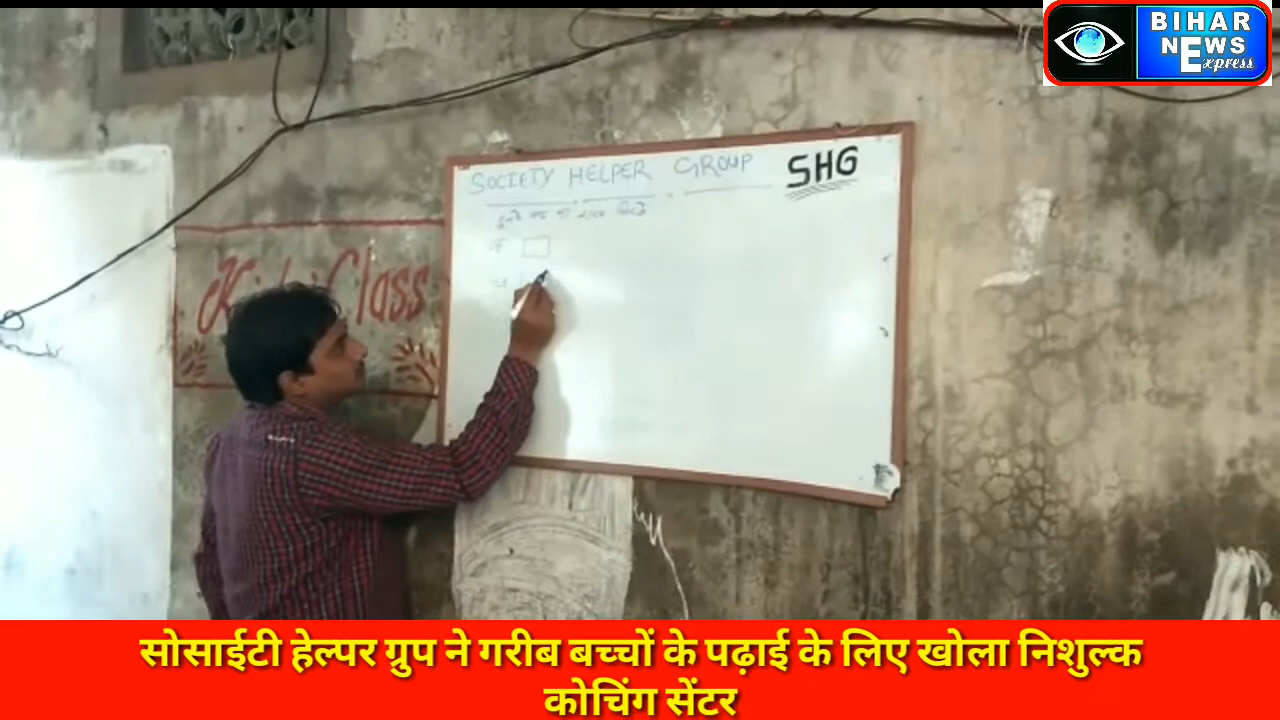 BIHAR
NEWS
Express
SOCIETY HELPER GROUP SHG
Class
सोसाईटी हेल्पर ग्रुप ने गरीब बच्चों के पढ़ाई के लिए खोला निशुल्क
कोचिंग सेंटर